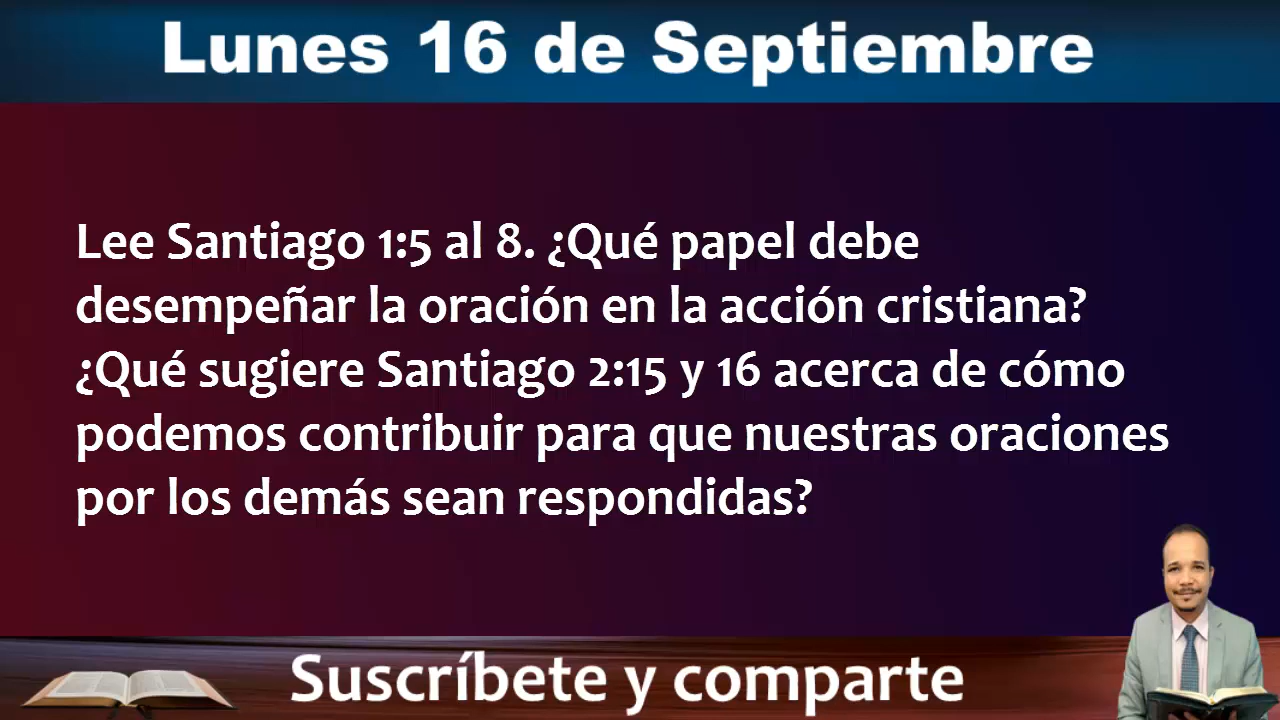 Lunes 16 de Septiembre
Lee Santiago 1:5 al 8. ¿Qué papel debe
desempeñar la oración en la acción cristiana?
¿Qué sugiere Santiago 2:15 y 16 acerca de cómo
podemos contribuir para que nuestras oraciones
por los demás sean respondidas?
Suscríbete y comparte